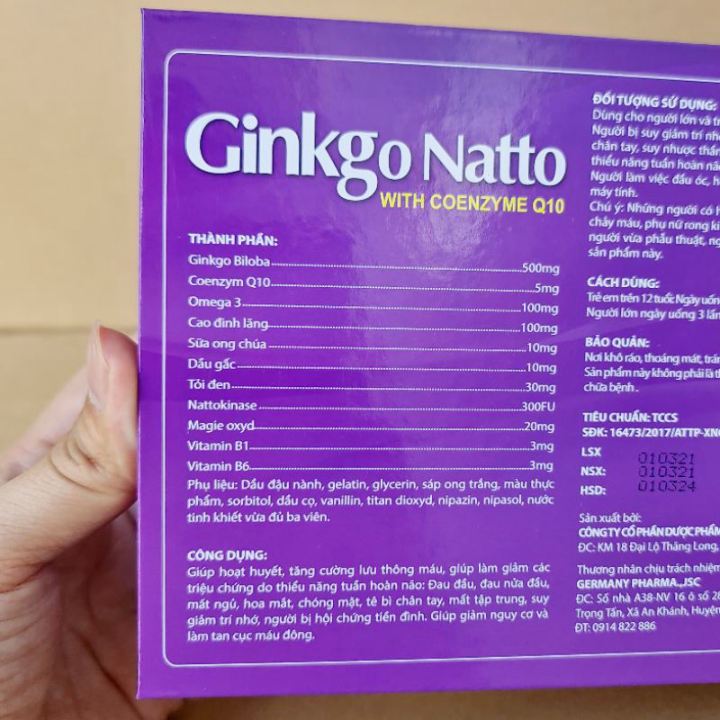 Ginkgo Natto
WITH COENZYME Q10
THÀNH PHẦN:
Ginkgo Biloba 500mg
Coenzym Q10 5mg
Omega 3 100mg
Cao đinh lăng 100mg
Sữa ong chúa 10mg
Dầu gấc 10mg
Tỏi đen 30mg
Nattokinase 300FU
Magie oxyd 20mg
Vitamin B1 3mg
Vitamin B6 3mg
Phụ liệu: Dầu đậu nành, gelatin, glycerin, sáp ong trắng, màu thực
phẩm, sorbitol, dầu cọ, vanillin, titan dioxyd, nipazin, nipasol, nước
tinh khiết vừa đủ ba viên.
CÔNG DỤNG:
Giúp hoạt huyết, tăng cường lưu thông máu, giúp làm giảm các
triệu chứng do thiểu năng tuần hoàn não: Đau đầu, đau nửa đầu,
mất ngủ, hoa mắt, chóng mặt, tê bì chân tay, mất tập trung, suy
giảm trí nhớ, người bị hội chứng tiền đình. Giúp giảm nguy cơ và
làm tan cục máu đông.
ĐỐI TƯỢNG SỬ DỤNG:
Dùng cho người lớn và
Người bị suy giảm trí
chân tay, suy nhược
thiểu năng tuần hoàn
Người làm việc đầu óc,
máy tính.
Chú ý: Những người có
chảy máu, phụ nữ rong
người vừa phẫu thuật,
sản phẩm này.
CÁCH DÙNG:
Trẻ em trên 12 tuổi: Ngày uống
Người lớn ngày uống 3
BẢO QUẢN:
Nơi khô ráo, thoáng mát,
Sản phẩm này không phải là
chữa bệnh.
TIÊU CHUẨN: TCCS
SĐK: 16473/2017/ATTP-XN
LSX 010321
NSX: 010321
HSD: 010324
Sản xuất bởi:
CÔNG TY CỔ PHẦN DƯỢC PHẨM
ĐC: KM 18 Đại Lộ Thăng Long,
Thương nhân chịu trách nhiệm
GERMANY PHARMA.,JSC
ĐC: Số nhà A38-NV 16 ô số
Trọng Tấn, Xã An Khánh, Huyện
ĐT: 0914 822 886